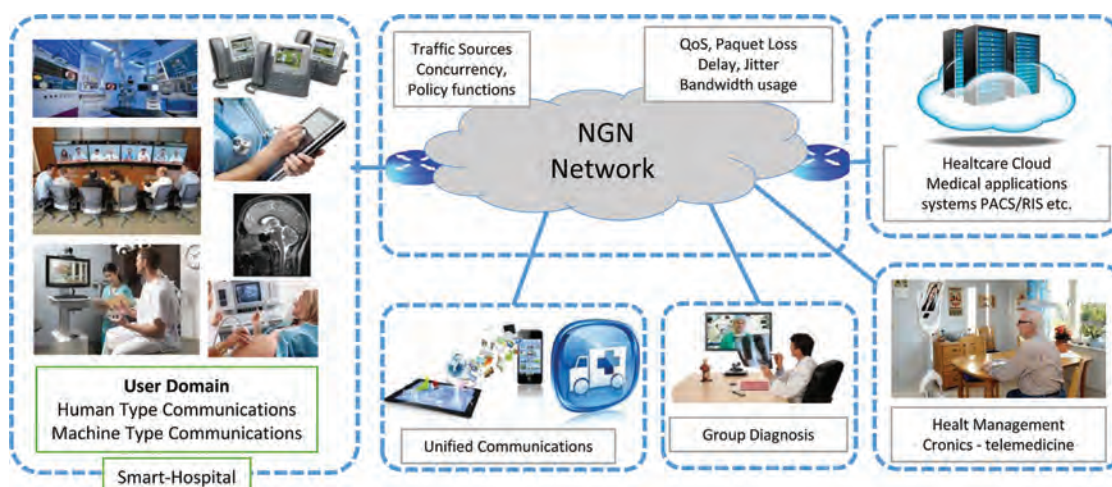 Traffic Sources
Concurrency,
Policy functions
QoS, Paquet Loss
Delay, Jitter
Bandwidth usage
NGN
Network
Healtcare Cloud
Medical applications
systems PACS/RIS etc.
User Domain
Human Type Communications
Machine Type Communications
Smart-Hospital
Unified Communications
Group Diagnosis
Healt Management
Cronics - telemedicine